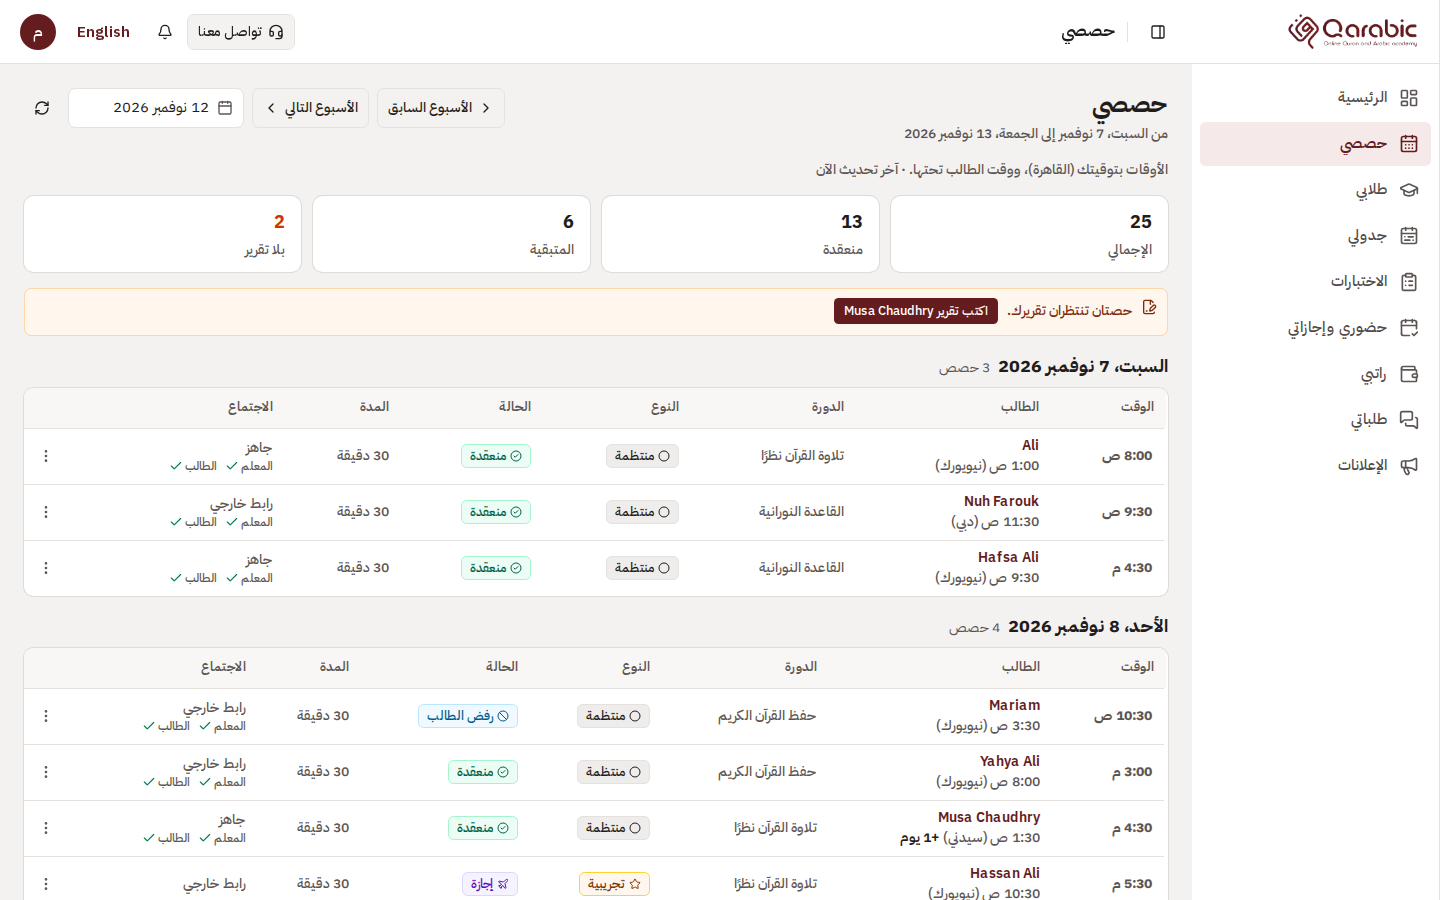 Qarabic
Online Quran and Arabic academy
حصصي
تواصل معنا
English
م
الرئيسية
حصصي
طلابي
جدولي
الاختبارات
حضوري وإجازاتي
راتبي
طلباتي
الإعلانات
حصصي
من السبت، 7 نوفمبر إلى الجمعة، 13 نوفمبر 2026
الأسبوع السابق
الأسبوع التالي
12 نوفمبر 2026
الأوقات بتوقيتك (القاهرة)، ووقت الطالب تحتها. · آخر تحديث الآن
25
الإجمالي
13
منعقدة
6
المتبقية
2
بلا تقرير
حصتان تنتظران تقريرك. اكتب تقرير Musa Chaudhry
السبت، 7 نوفمبر 2026 3 حصص
الوقت الطالب الدورة النوع الحالة المدة الاجتماع
8:00 ص Ali تلاوة القرآن نظرًا منتظمة منعقدة 30 دقيقة جاهز
1:00 ص (نيويورك) المعلم الطالب
9:30 ص Nuh Farouk القاعدة النورانية منتظمة منعقدة 30 دقيقة رابط خارجي
11:30 ص (دبي) المعلم الطالب
4:30 م Hafsa Ali القاعدة النورانية منتظمة منعقدة 30 دقيقة جاهز
9:30 ص (نيويورك) المعلم الطالب
الأحد، 8 نوفمبر 2026 4 حصص
الوقت الطالب الدورة النوع الحالة المدة الاجتماع
10:30 ص Mariam حفظ القرآن الكريم منتظمة رفض الطالب 30 دقيقة رابط خارجي
3:30 ص (نيويورك) المعلم الطالب
3:00 م Yahya Ali حفظ القرآن الكريم منتظمة منعقدة 30 دقيقة رابط خارجي
8:00 ص (نيويورك) المعلم الطالب
4:30 م Musa Chaudhry تلاوة القرآن نظرًا منتظمة منعقدة 30 دقيقة جاهز
1:30 ص (سيدني) +1 يوم المعلم الطالب
5:30 م Hassan Ali تلاوة القرآن نظرًا تجريبية إجازة 30 دقيقة رابط خارجي
10:30 ص (نيويورك)